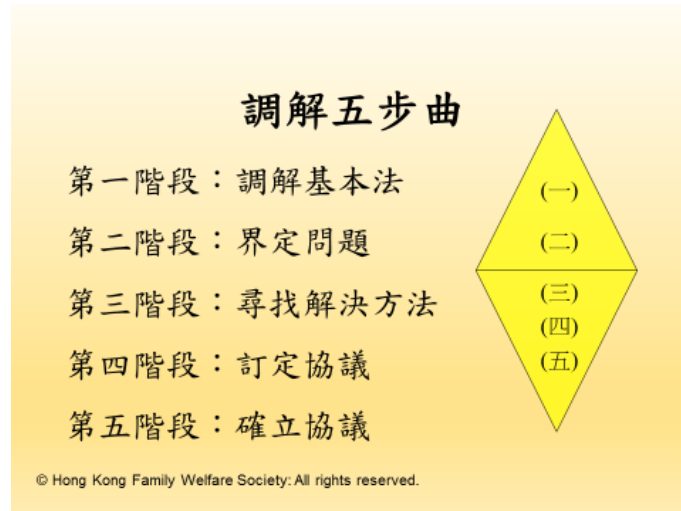 調解五步曲
第一階段：調解基本法
第二階段：界定問題
第三階段：尋找解決方法
第四階段：訂定協議
第五階段：確立協議
(一)
(二)
(三)
(四)
(五)
© Hong Kong Family Welfare Society: All rights reserved.